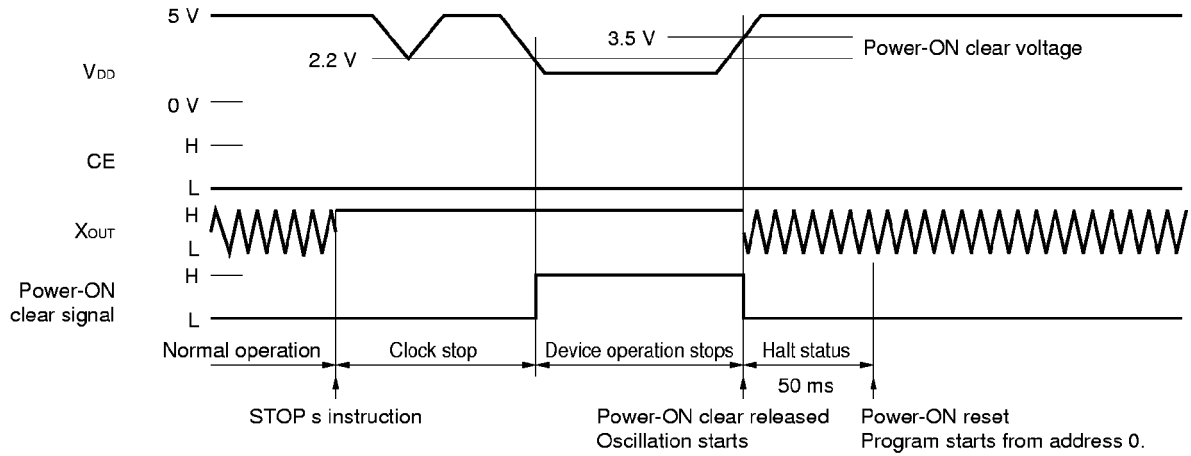 5 V
3.5 V
Power-ON clear voltage
2.2 V
VDD
0 V
H
CE
L
H
XOUT
L
H
Power-ON
clear signal
L
Normal operation
Clock stop
Device operation stops
Halt status
50 ms
STOP s instruction
Power-ON clear released
Oscillation starts
Power-ON reset
Program starts from address 0.